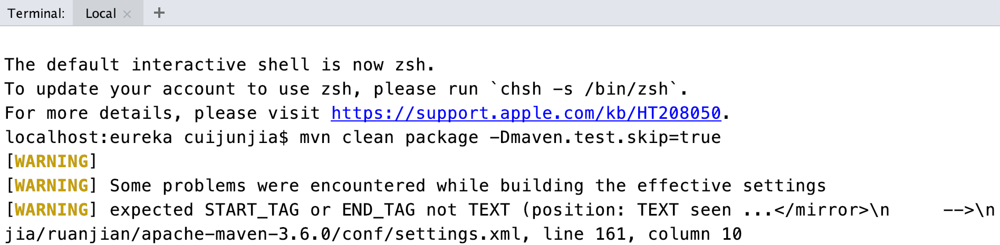 Terminal: Local × +
The default interactive shell is now zsh.
To update your account to use zsh, please run `chsh -s /bin/zsh`.
For more details, please visit https://support.apple.com/kb/HT208050.
localhost:eureka cuijunjia$ mvn clean package -Dmaven.test.skip=true
[WARNING]
[WARNING] Some problems were encountered while building the effective settings
[WARNING] expected START_TAG or END_TAG not TEXT (position: TEXT seen ...</mirror>\n     -->\n
jia/ruanjian/apache-maven-3.6.0/conf/settings.xml, line 161, column 10